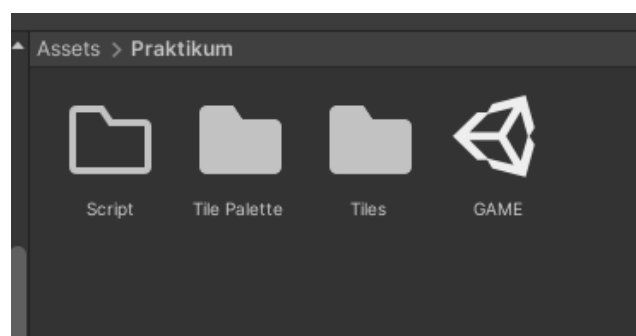 Assets > Praktikum
Script
Tile Palette
Tiles
GAME